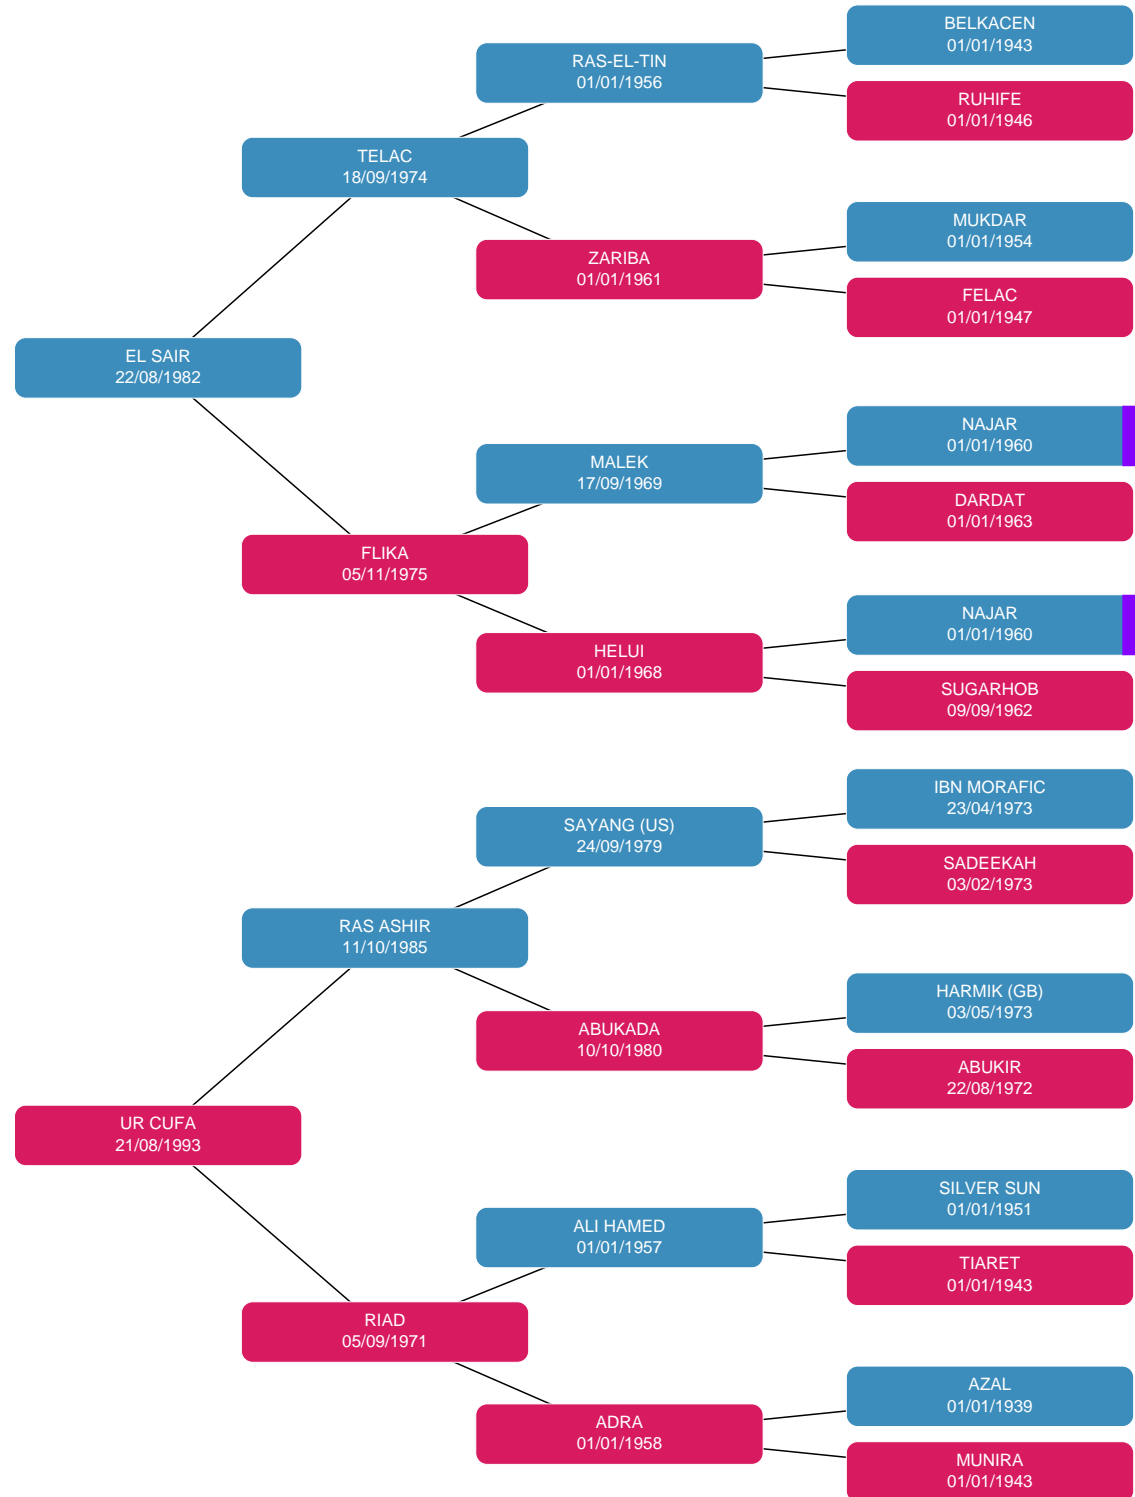 BELKACEN
01/01/1943
RAS-EL-TIN
01/01/1956
RUHIFE
01/01/1946
TELAC
18/09/1974
MUKDAR
01/01/1954
ZARIBA
01/01/1961
FELAC
01/01/1947
EL SAIR
22/08/1982
NAJAR
01/01/1960
MALEK
17/09/1969
DARDAT
01/01/1963
FLIKA
05/11/1975
NAJAR
01/01/1960
HELUI
01/01/1968
SUGARHOB
09/09/1962
IBN MORAFIC
23/04/1973
SAYANG (US)
24/09/1979
SADEEKAH
03/02/1973
RAS ASHIR
11/10/1985
HARMIK (GB)
03/05/1973
ABUKADA
10/10/1980
ABUKIR
22/08/1972
UR CUFA
21/08/1993
SILVER SUN
01/01/1951
ALI HAMED
01/01/1957
TIARET
01/01/1943
RIAD
05/09/1971
AZAL
01/01/1939
ADRA
01/01/1958
MUNIRA
01/01/1943